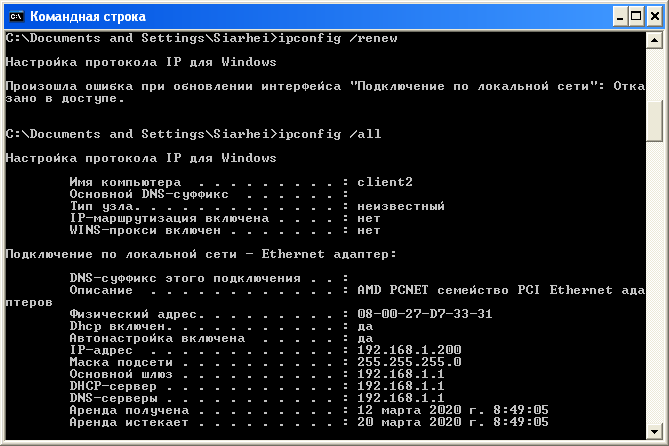 Командная строка
C:\Documents and Settings\Siarhei>ipconfig /renew
Настройка протокола IP для Windows
Произошла ошибка при обновлении интерфейса "Подключение по локальной сети": Отка
зано в доступе.
C:\Documents and Settings\Siarhei>ipconfig /all
Настройка протокола IP для Windows
Имя компьютера . . . . . . . . . : client2
Основной DNS-суффикс . . . . . . :
Тип узла. . . . . . . . . . . . . : неизвестный
IP-маршрутизация включена . . . . : нет
WINS-прокси включен . . . . . . . : нет
Подключение по локальной сети - Ethernet адаптер:
DNS-суффикс этого подключения . . :
Описание . . . . . . . . . . . . : AMD PCNET семейство PCI Ethernet ада
птеров
Физический адрес. . . . . . . . . : 08-00-27-D7-33-31
Dhcp включен. . . . . . . . . . . : да
Автонастройка включена . . . . . : да
IP-адрес . . . . . . . . . . . . : 192.168.1.200
Маска подсети . . . . . . . . . . : 255.255.255.0
Основной шлюз . . . . . . . . . . : 192.168.1.1
DHCP-сервер . . . . . . . . . . . : 192.168.1.1
DNS-серверы . . . . . . . . . . . : 192.168.1.1
Аренда получена . . . . . . . . . : 12 марта 2020 г. 8:49:05
Аренда истекает . . . . . . . . . : 20 марта 2020 г. 8:49:05